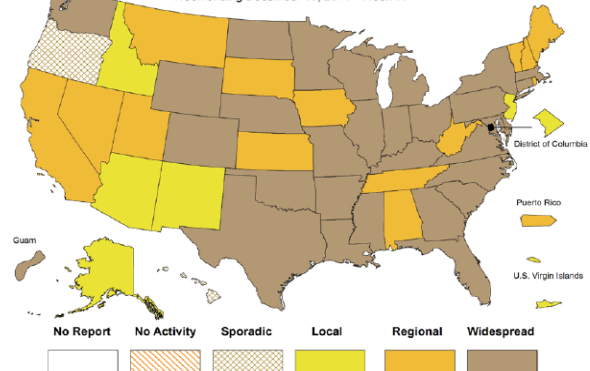 District of Columbia
Puerto Rico
Guam
U.S. Virgin Islands
No Report
No Activity
Sporadic
Local
Regional
Widespread